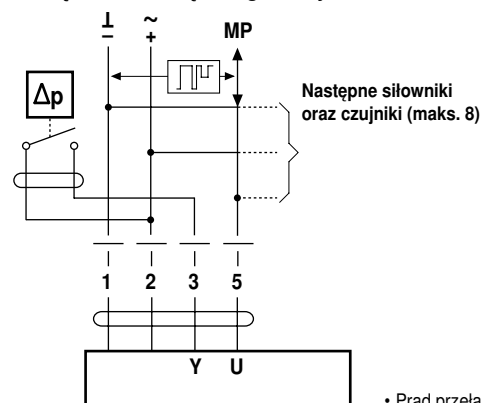 ⊥ ~
− + MP
Δp
Następne siłowniki
oraz czujniki (maks. 8)
1 2 3 5
Y U